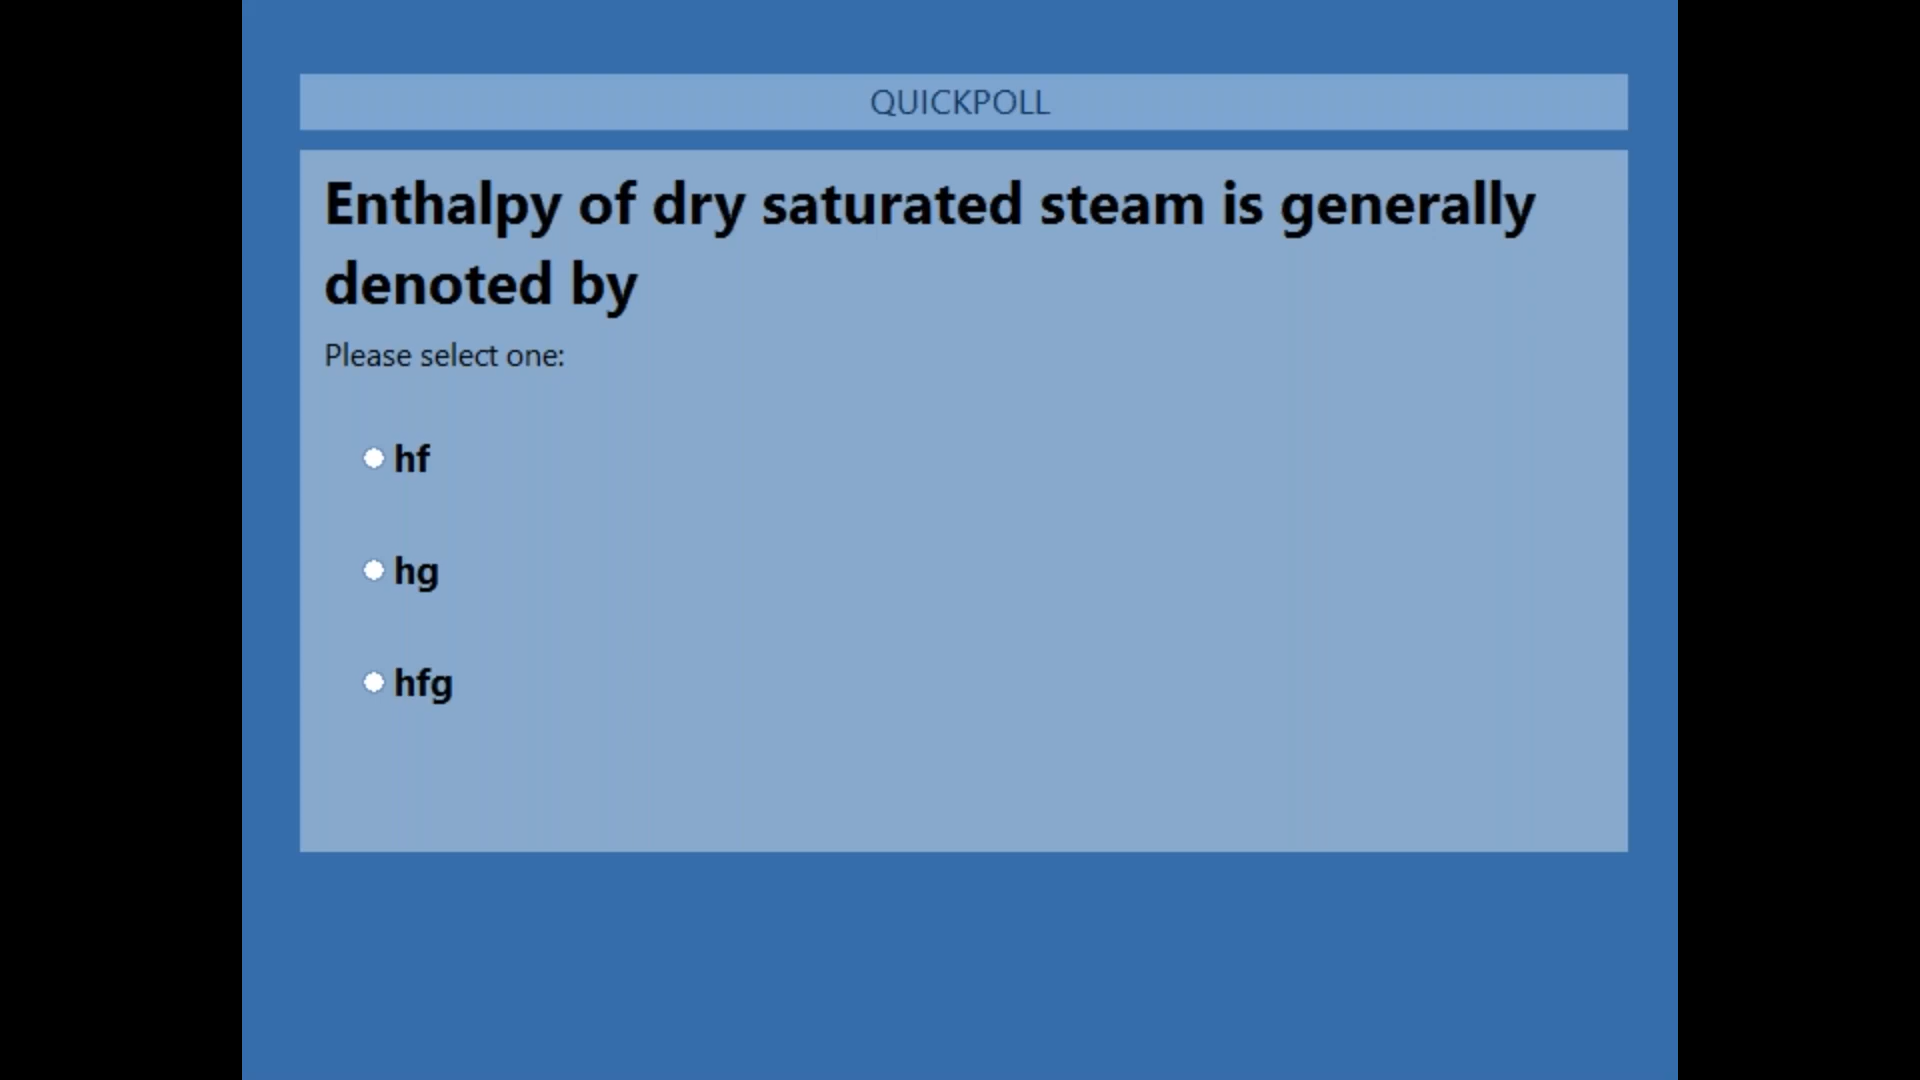 QUICKPOLL
Enthalpy of dry saturated steam is generally
denoted by
Please select one:
hf
hg
hfg